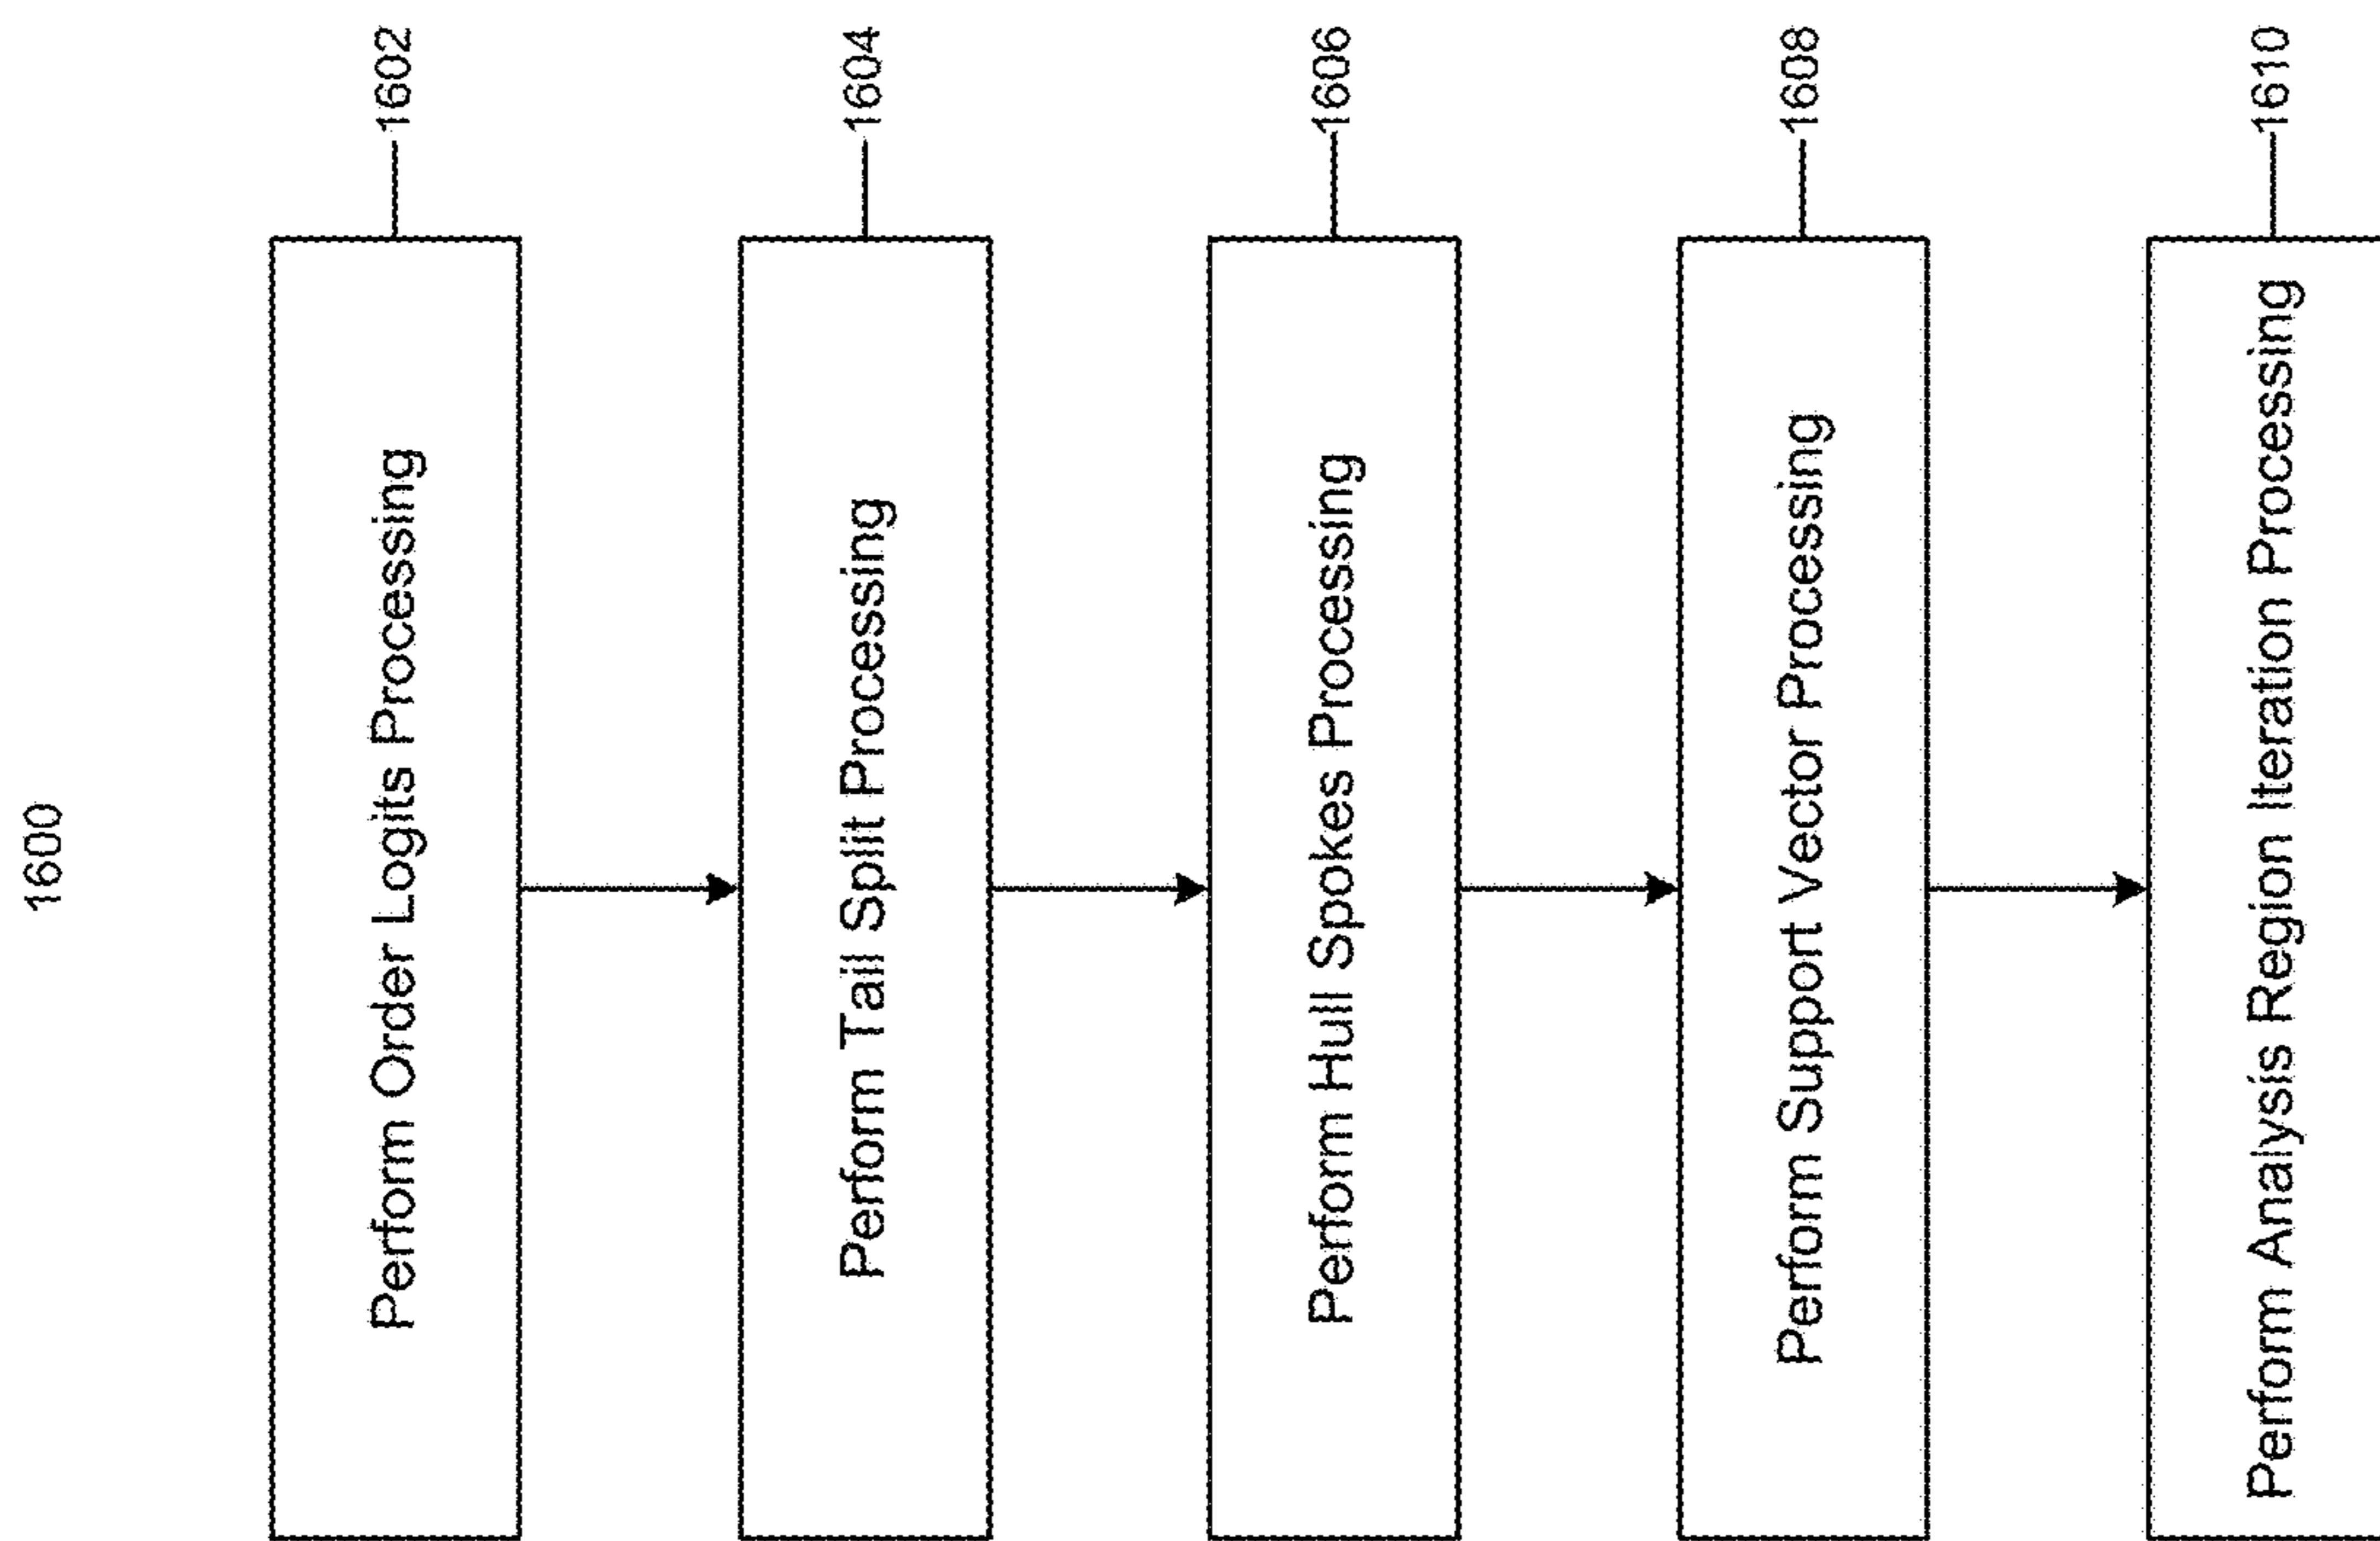 1600
Perform Order Logits Processing
1602
Perform Tail Split Processing
1604
Perform Hull Spokes Processing
1606
Perform Support Vector Processing
1608
Perform Analysis Region Iteration Processing
1610